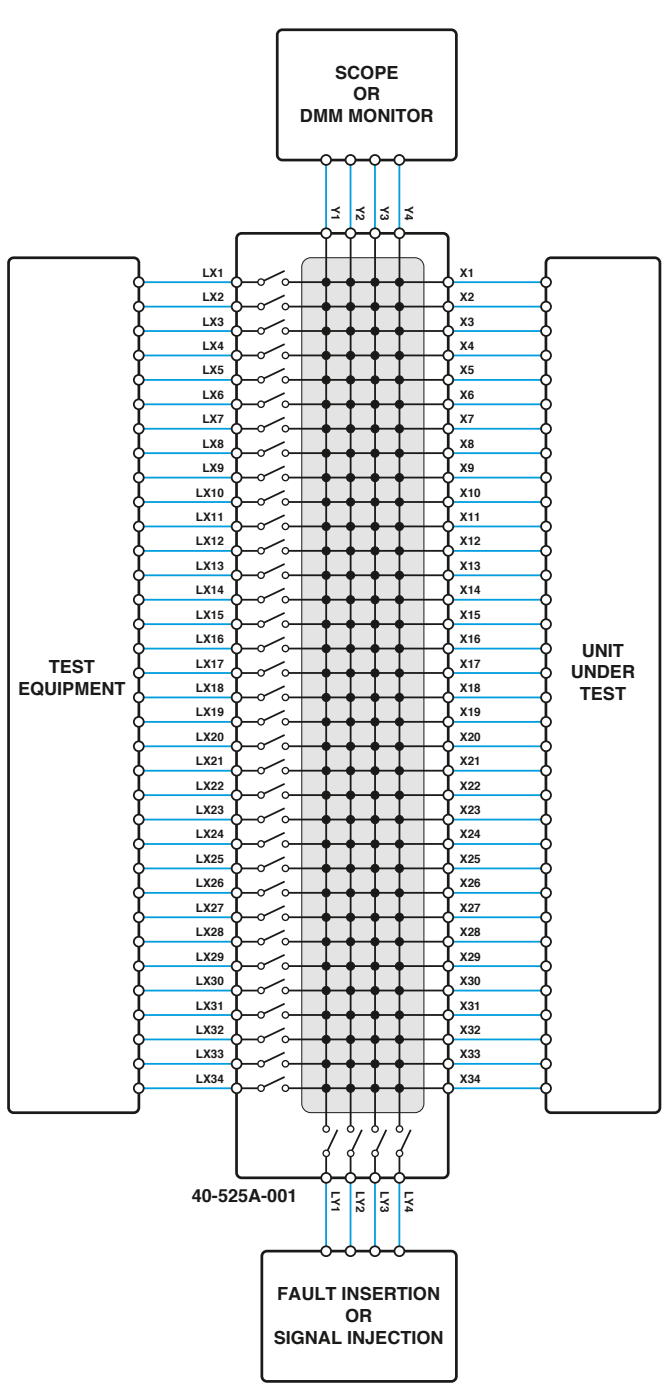 SCOPE
OR
DMM MONITOR
Y1 Y2 Y3 Y4
LX1 X1
LX2 X2
LX3 X3
LX4 X4
LX5 X5
LX6 X6
LX7 X7
LX8 X8
LX9 X9
LX10 X10
LX11 X11
LX12 X12
LX13 X13
LX14 X14
LX15 X15
LX16 X16
LX17 X17
LX18 X18
LX19 X19
LX20 X20
LX21 X21
LX22 X22
LX23 X23
LX24 X24
LX25 X25
LX26 X26
LX27 X27
LX28 X28
LX29 X29
LX30 X30
LX31 X31
LX32 X32
LX33 X33
LX34 X34
TEST
EQUIPMENT
UNIT
UNDER
TEST
40-525A-001
LY1 LY2 LY3 LY4
FAULT INSERTION
OR
SIGNAL INJECTION